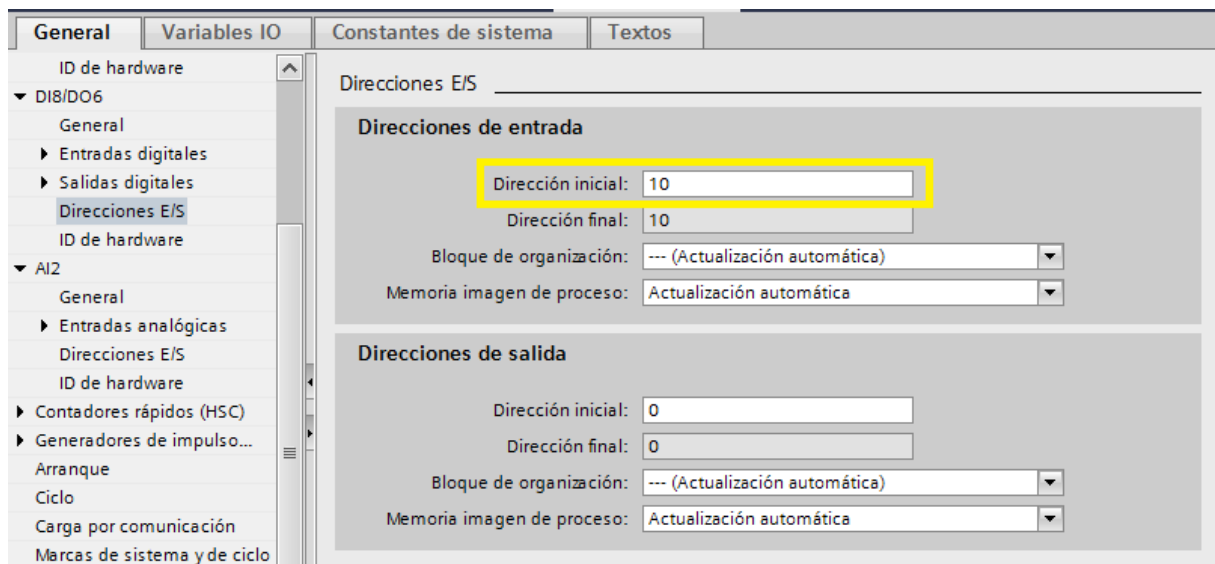 General Variables IO Constantes de sistema Textos
ID de hardware
DI8/DO6
General
Entradas digitales
Salidas digitales
Direcciones E/S
ID de hardware
AI2
General
Entradas analógicas
Direcciones E/S
ID de hardware
Contadores rápidos (HSC)
Generadores de impulso...
Arranque
Ciclo
Carga por comunicación
Marcas de sistema y de ciclo
Direcciones E/S
Direcciones de entrada
Dirección inicial: 10
Dirección final: 10
Bloque de organización: --- (Actualización automática)
Memoria imagen de proceso: Actualización automática
Direcciones de salida
Dirección inicial: 0
Dirección final: 0
Bloque de organización: --- (Actualización automática)
Memoria imagen de proceso: Actualización automática